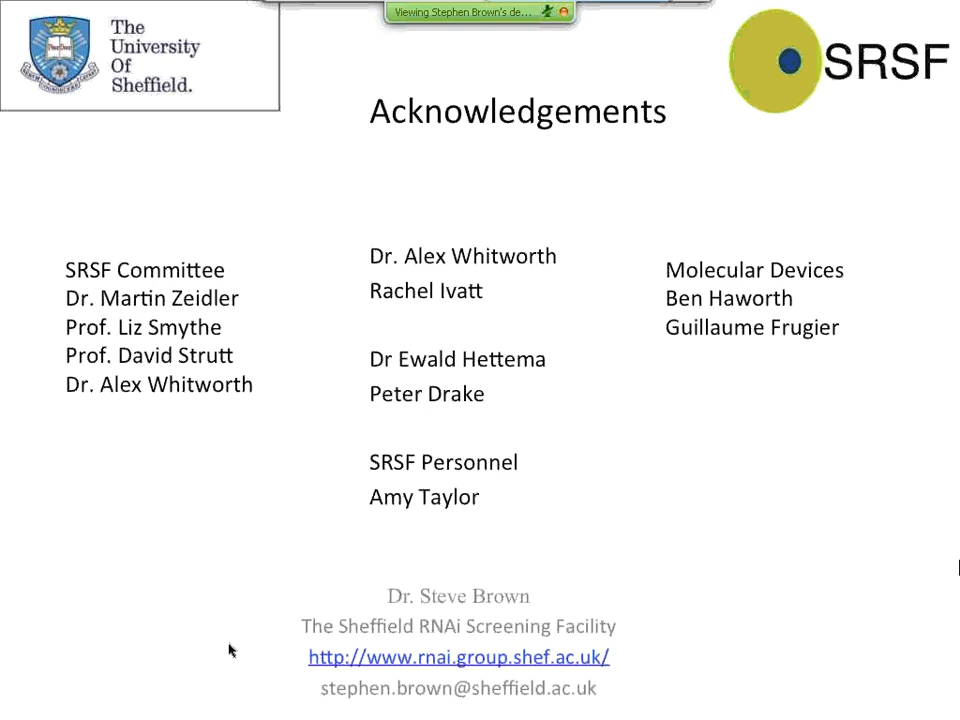 Viewing Stephen Brown's de...
The
University
Of
Sheffield.
SRSF
Acknowledgements
SRSF Committee
Dr. Martin Zeidler
Prof. Liz Smythe
Prof. David Strutt
Dr. Alex Whitworth
Dr. Alex Whitworth
Rachel Ivatt
Dr Ewald Hettema
Peter Drake
SRSF Personnel
Amy Taylor
Molecular Devices
Ben Haworth
Guillaume Frugier
Dr. Steve Brown
The Sheffield RNAi Screening Facility
http://www.rnai.group.shef.ac.uk/
stephen.brown@sheffield.ac.uk